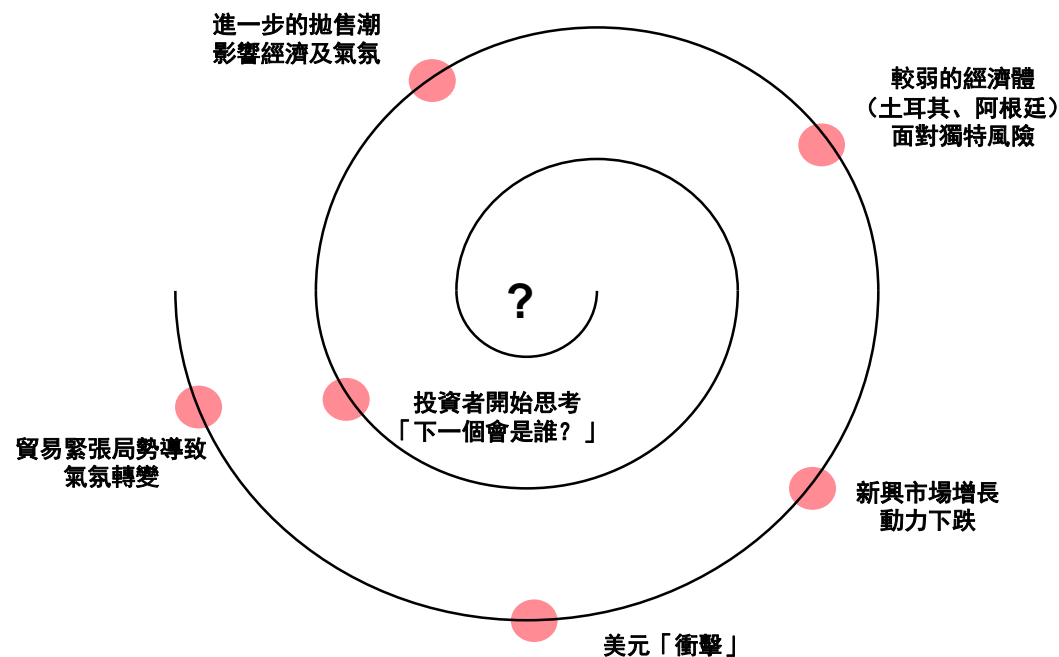 進一步的拋售潮
影響經濟及氣氛
較弱的經濟體
（土耳其、阿根廷）
面對獨特風險
?
投資者開始思考
「下一個會是誰？」
貿易緊張局勢導致
氣氛轉變
新興市場增長
動力下跌
美元「衝擊」